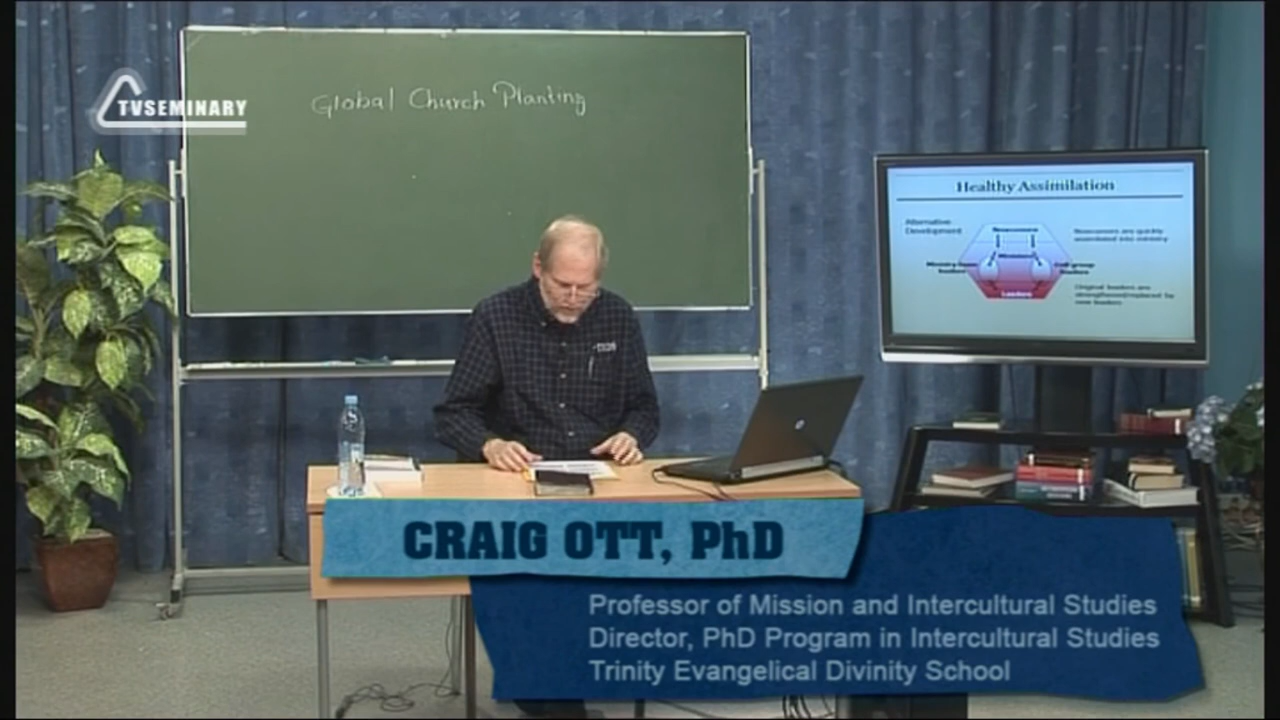 TVSEMINARY
Global Church Planting
Healthy Assimilation
Alternative
Development
Newcomers
Newcomers are quickly
assimilated into ministry
Ministry team
leaders
Ministers
Cell group
leaders
Original leaders are
strengthened/replaced by
new leaders
Leaders
CRAIG OTT, PhD
Professor of Mission and Intercultural Studies
Director, PhD Program in Intercultural Studies
Trinity Evangelical Divinity School